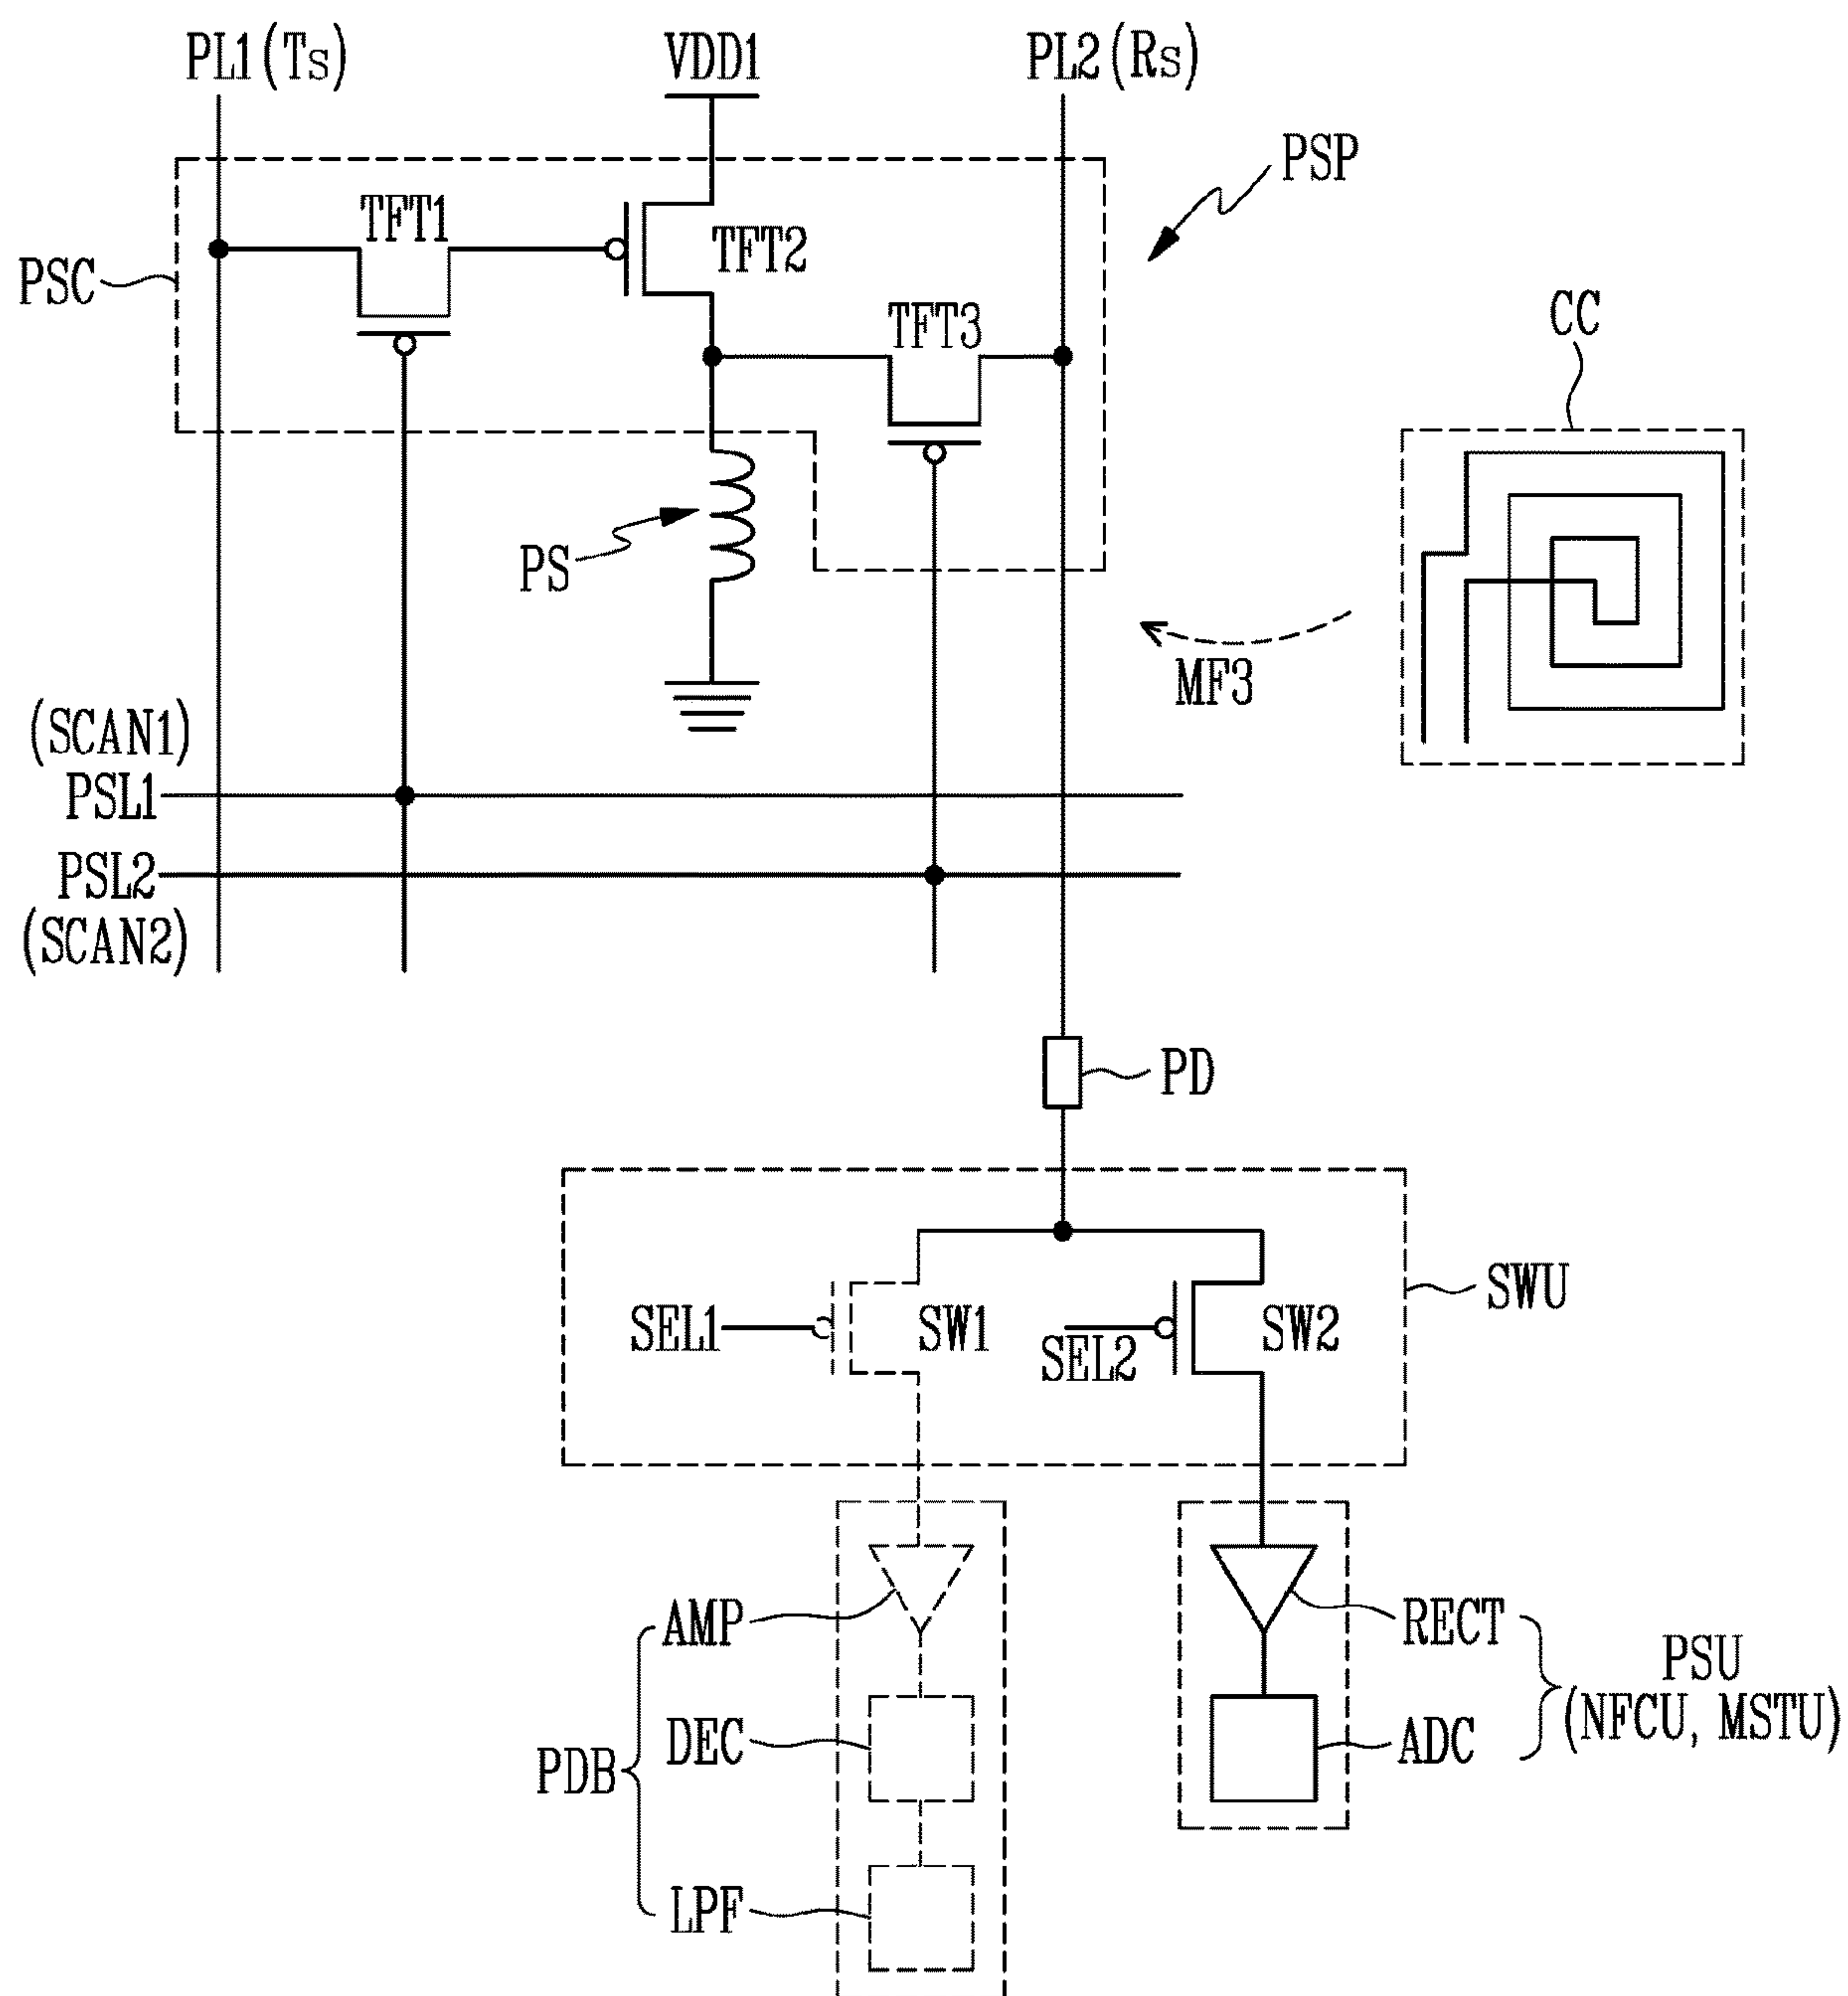 PL1(TS)
VDD1
PL2(RS)
PSP
TFT1
TFT2
PSC
TFT3
CC
PS
MF3
(SCAN1)
PSL1
PSL2
(SCAN2)
PD
SWU
SEL1
SW1
SEL2
SW2
AMP
RECT
PSU
(NFCU, MSTU)
DEC
ADC
PDB
LPF